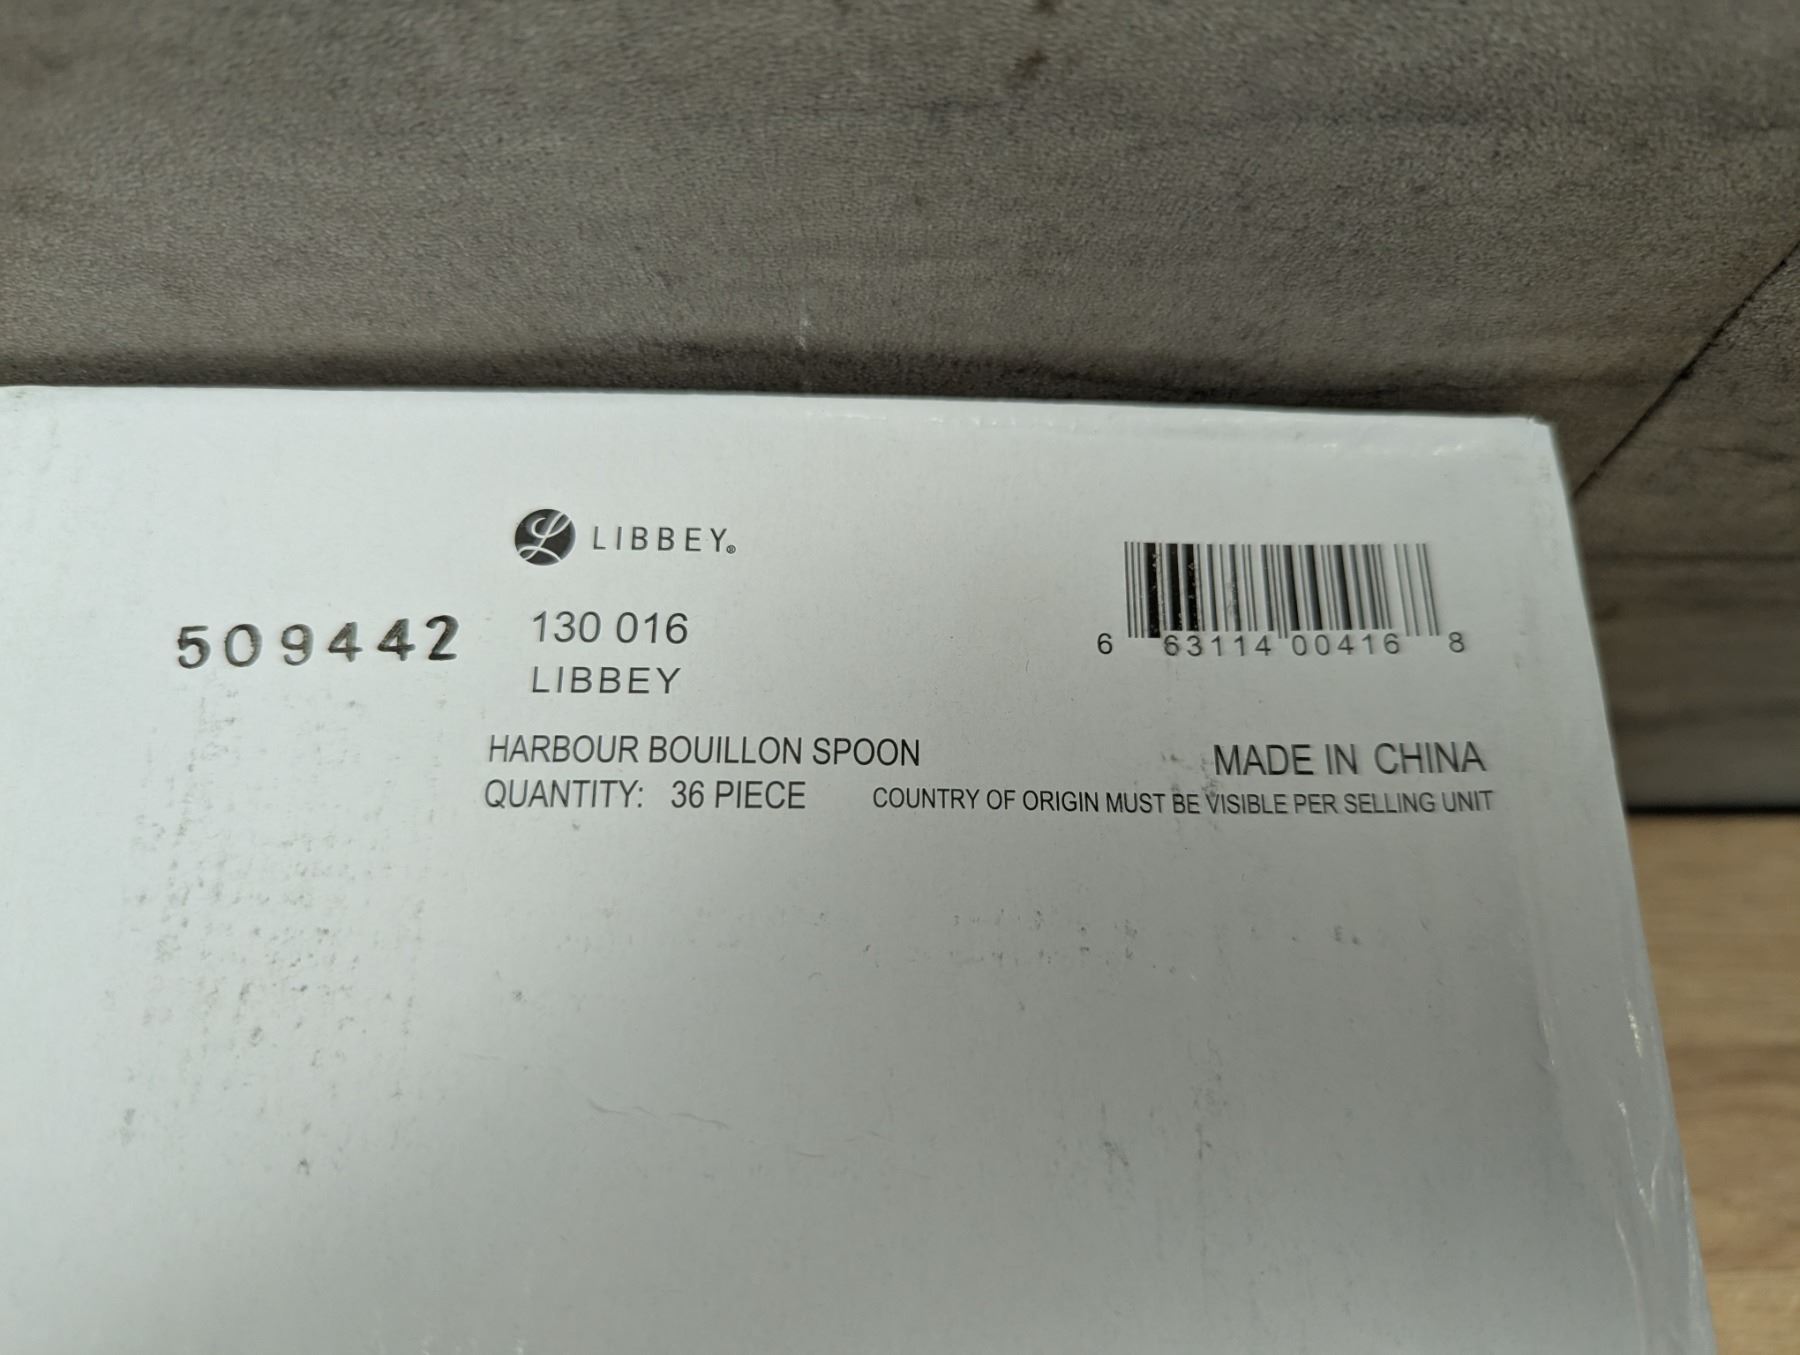 LIBBEY®
509442
130 016
LIBBEY
6 63114 00416 8
HARBOUR BOUILLON SPOON
QUANTITY: 36 PIECE
MADE IN CHINA
COUNTRY OF ORIGIN MUST BE VISIBLE PER SELLING UNIT